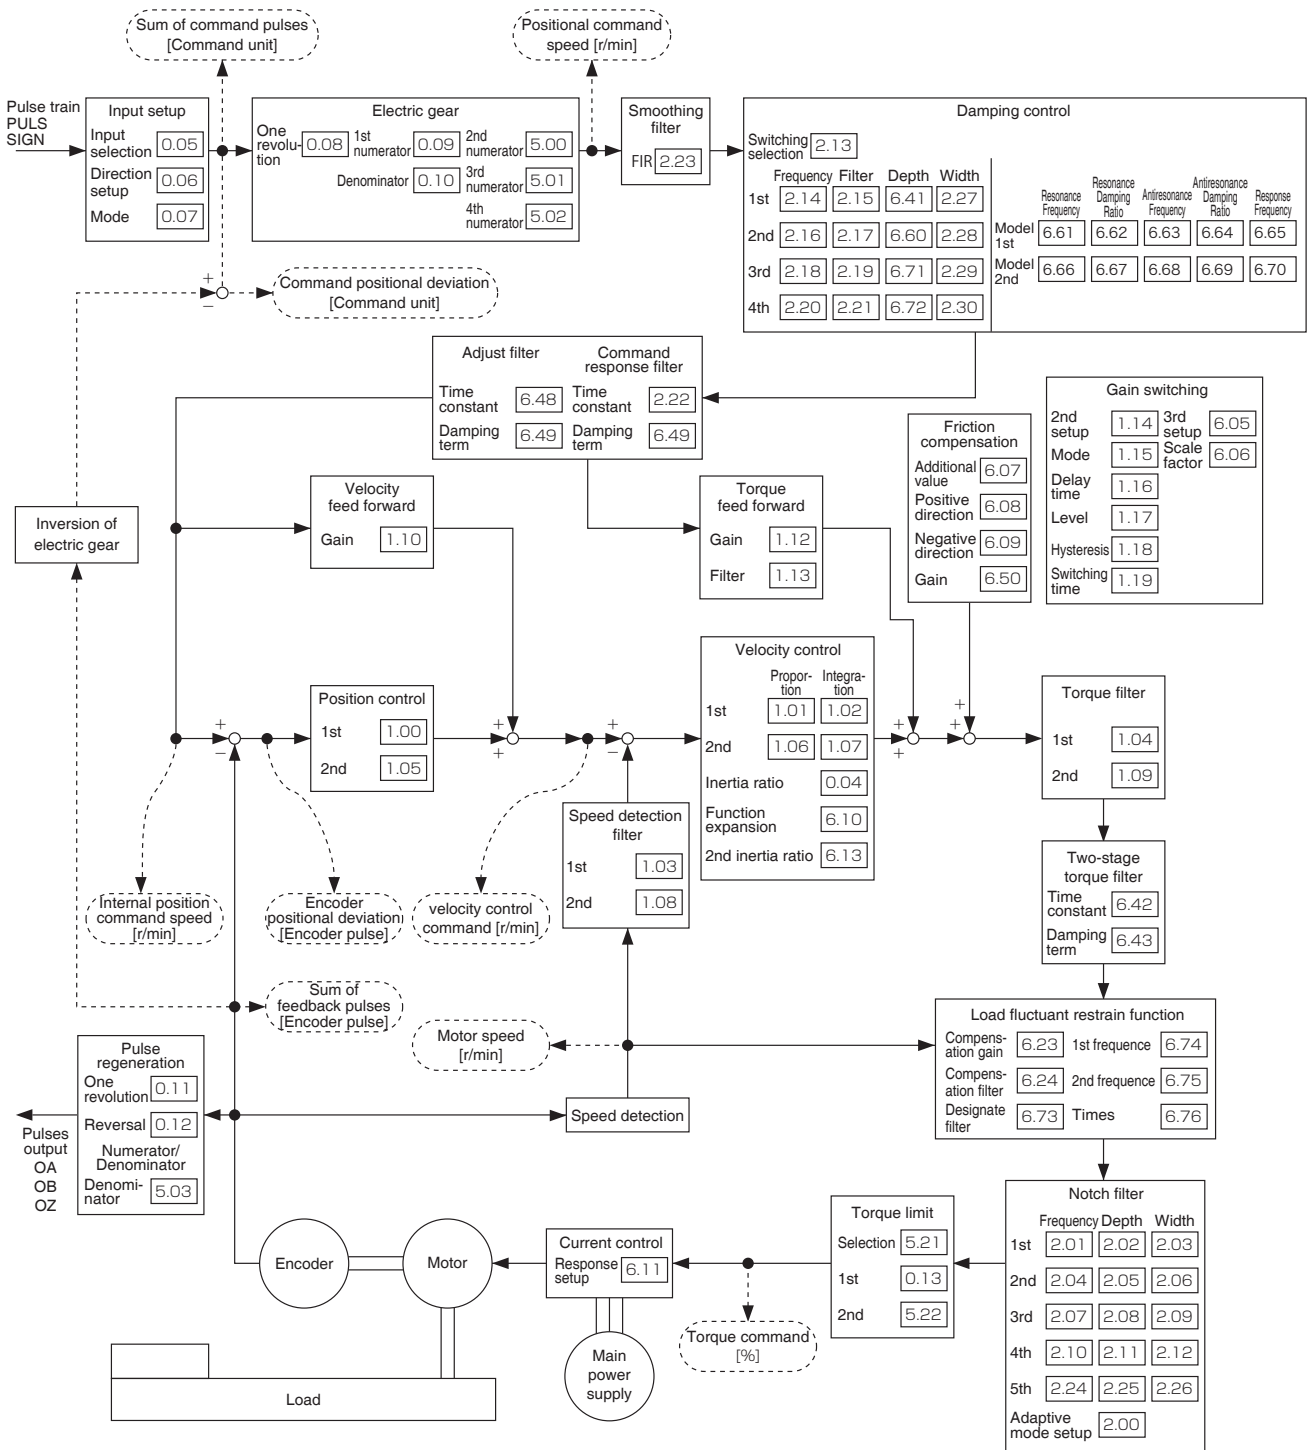 Sum of command pulses
[Command unit]
Positional command
speed [r/min]
Pulse train
PULS
SIGN
Input setup
Input
selection 0.05
Direction
setup 0.06
Mode 0.07
Electric gear
One
revolu-
tion 0.08
1st
numerator 0.09
2nd
numerator 5.00
Denominator 0.10
3rd
numerator 5.01
4th
numerator 5.02
Smoothing
filter
FIR 2.23
Damping control
Switching
selection 2.13
Frequency Filter Depth Width
1st 2.14 2.15 6.41 2.27
2nd 2.16 2.17 6.60 2.28
3rd 2.18 2.19 6.71 2.29
4th 2.20 2.21 6.72 2.30
Resonance
Frequency
Resonance
Damping
Ratio
Antiresonance
Frequency
Antiresonance
Damping
Ratio
Response
Frequency
Model
1st 6.61 6.62 6.63 6.64 6.65
Model
2nd 6.66 6.67 6.68 6.69 6.70
+
−
Command positional deviation
[Command unit]
Adjust filter
Time
constant 6.48
Damping
term 6.49
Command
response filter
Time
constant 2.22
Damping
term 6.49
Gain switching
2nd
setup 1.14
3rd
setup 6.05
Mode 1.15
Scale
factor 6.06
Delay
time 1.16
Level 1.17
Hysteresis 1.18
Switching
time 1.19
Friction
compensation
Additional
value 6.07
Positive
direction 6.08
Negative
direction 6.09
Gain 6.50
Inversion of
electric gear
Velocity
feed forward
Gain 1.10
Torque
feed forward
Gain 1.12
Filter 1.13
+
−
Position control
1st 1.00
2nd 1.05
+
+
+
−
Velocity control
Propor-
tion
Integra-
tion
1st 1.01 1.02
2nd 1.06 1.07
Inertia ratio 0.04
Function
expansion 6.10
2nd inertia ratio 6.13
+
+
+
+
Torque filter
1st 1.04
2nd 1.09
Speed detection
filter
1st 1.03
2nd 1.08
Two-stage
torque filter
Time
constant 6.42
Damping
term 6.43
Internal position
command speed
[r/min]
Encoder
positional deviation
[Encoder pulse]
velocity control
command [r/min]
Sum of
feedback pulses
[Encoder pulse]
Motor speed
[r/min]
Load fluctuant restrain function
Compens-
ation gain 6.23
1st frequence 6.74
Compens-
ation filter 6.24
2nd frequence 6.75
Designate
filter 6.73
Times 6.76
Pulse
regeneration
One
revolution 0.11
Reversal 0.12
Numerator/
Denominator
Denomi-
nator 5.03
Pulses
output
OA
OB
OZ
Speed detection
Notch filter
Frequency Depth Width
1st 2.01 2.02 2.03
2nd 2.04 2.05 2.06
3rd 2.07 2.08 2.09
4th 2.10 2.11 2.12
5th 2.24 2.25 2.26
Adaptive
mode setup 2.00
Torque limit
Selection 5.21
1st 0.13
2nd 5.22
Torque command
[%]
Current control
Response
setup 6.11
Main
power
supply
Motor
Encoder
Load